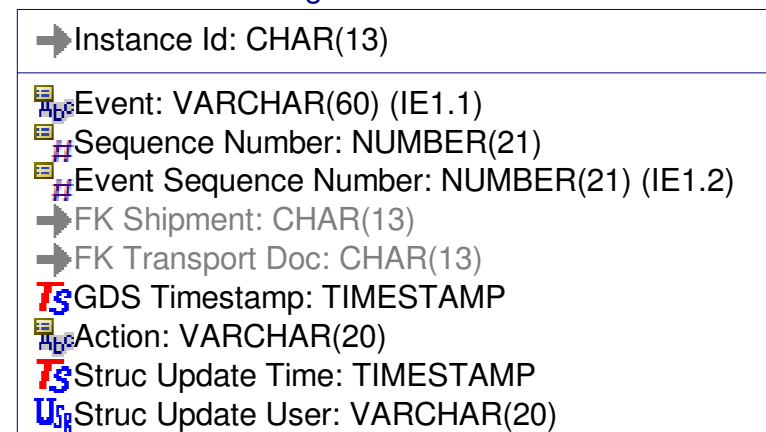 Instance Id: CHAR(13)
Event: VARCHAR(60) (IE1.1)
Sequence Number: NUMBER(21)
Event Sequence Number: NUMBER(21) (IE1.2)
FK Shipment: CHAR(13)
FK Transport Doc: CHAR(13)
GDS Timestamp: TIMESTAMP
Action: VARCHAR(20)
Struc Update Time: TIMESTAMP
Struc Update User: VARCHAR(20)